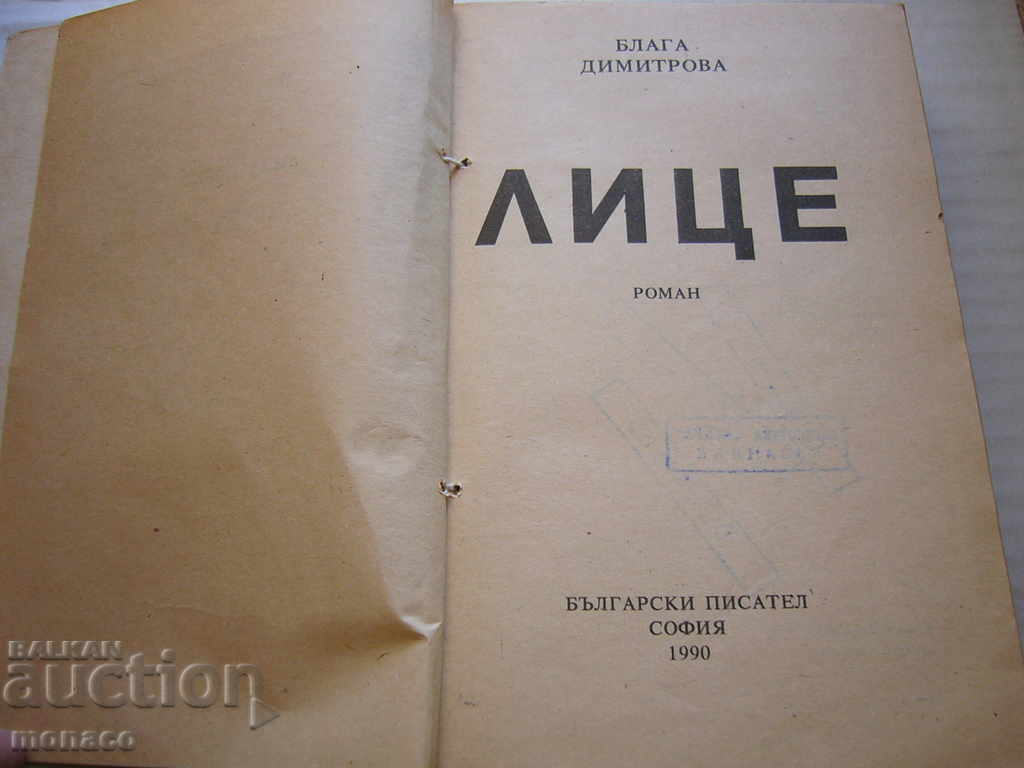 БЛАГА
ДИМИТРОВА
ЛИЦЕ
РОМАН
БЪЛГАРСКИ ПИСАТЕЛ
СОФИЯ
1990
BALKAN
auction
monaco